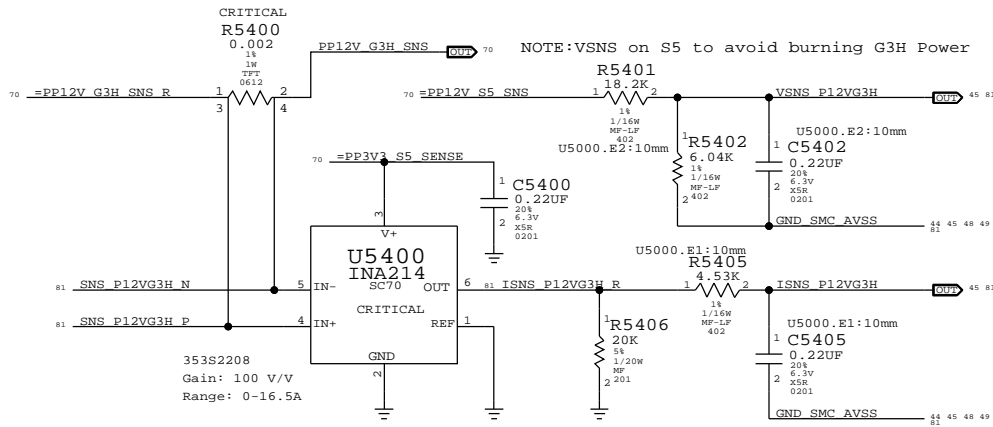 CRITICAL
R5400
0.002
1%
1W
TFT
0612
PP12V_G3H_SNS
OUT
70
70
=PP12V_G3H_SNS_R
1
2
3
4
NOTE:VSNS on S5 to avoid burning G3H Power
R5401
18.2K
70
=PP12V_S5_SNS
1
2
1%
1/16W
MF-LF
402
U5000.E2:10mm
VSNS_P12VG3H
OUT
45 81
1
R5402
6.04K
1%
1/16W
MF-LF
402
2
U5000.E2:10mm
1
C5402
0.22UF
20%
6.3V
X5R
0201
2
GND_SMC_AVSS
44 45 48 49
81
70
=PP3V3_S5_SENSE
1
C5400
0.22UF
20%
6.3V
X5R
0201
2
3
V+
U5400
INA214
SC70
CRITICAL
81
SNS_P12VG3H_N
5
IN-
81
SNS_P12VG3H_P
4
IN+
OUT
6
REF
1
GND
2
353S2208
Gain: 100 V/V
Range: 0-16.5A
81
ISNS_P12VG3H_R
U5000.E1:10mm
R5405
4.53K
1
2
1%
1/16W
MF-LF
402
ISNS_P12VG3H
OUT
45 81
1
R5406
20K
5%
1/20W
MF
201
2
U5000.E1:10mm
1
C5405
0.22UF
20%
6.3V
X5R
0201
2
GND_SMC_AVSS
44 45 48 49
81